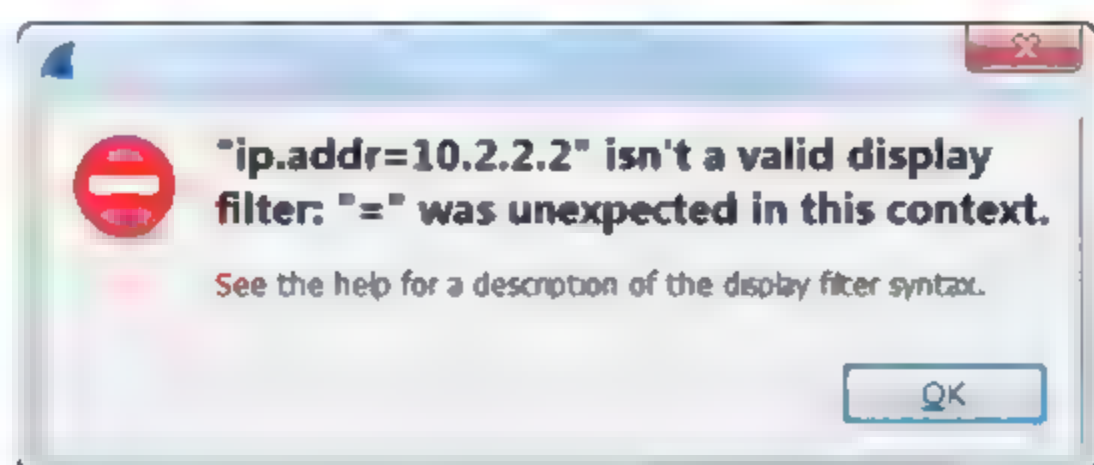 "ip.addr=10.2.2.2" isn't a valid display
filter: "=" was unexpected in this context.
See the help for a description of the display filter syntax.
OK